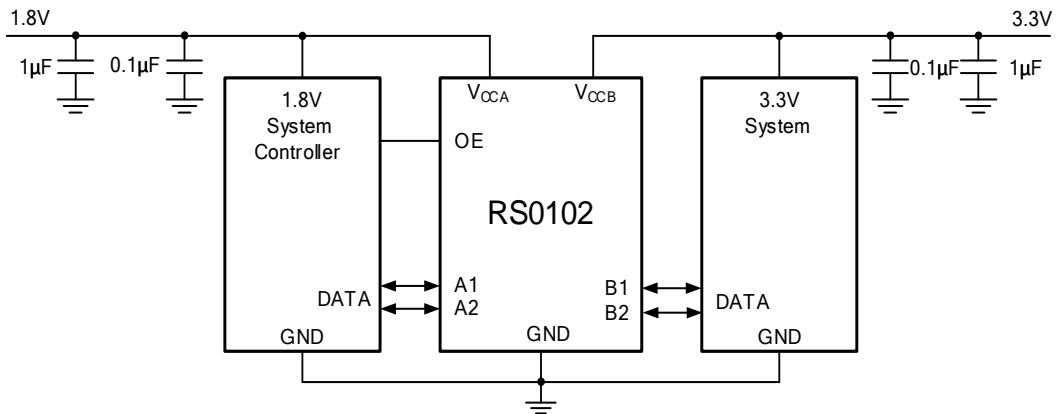 1.8V
3.3V
1μF
0.1μF
0.1μF
1μF
1.8V
System
Controller
VCCA
VCCB
3.3V
System
OE
RS0102
DATA
A1
A2
B1
B2
DATA
GND
GND
GND